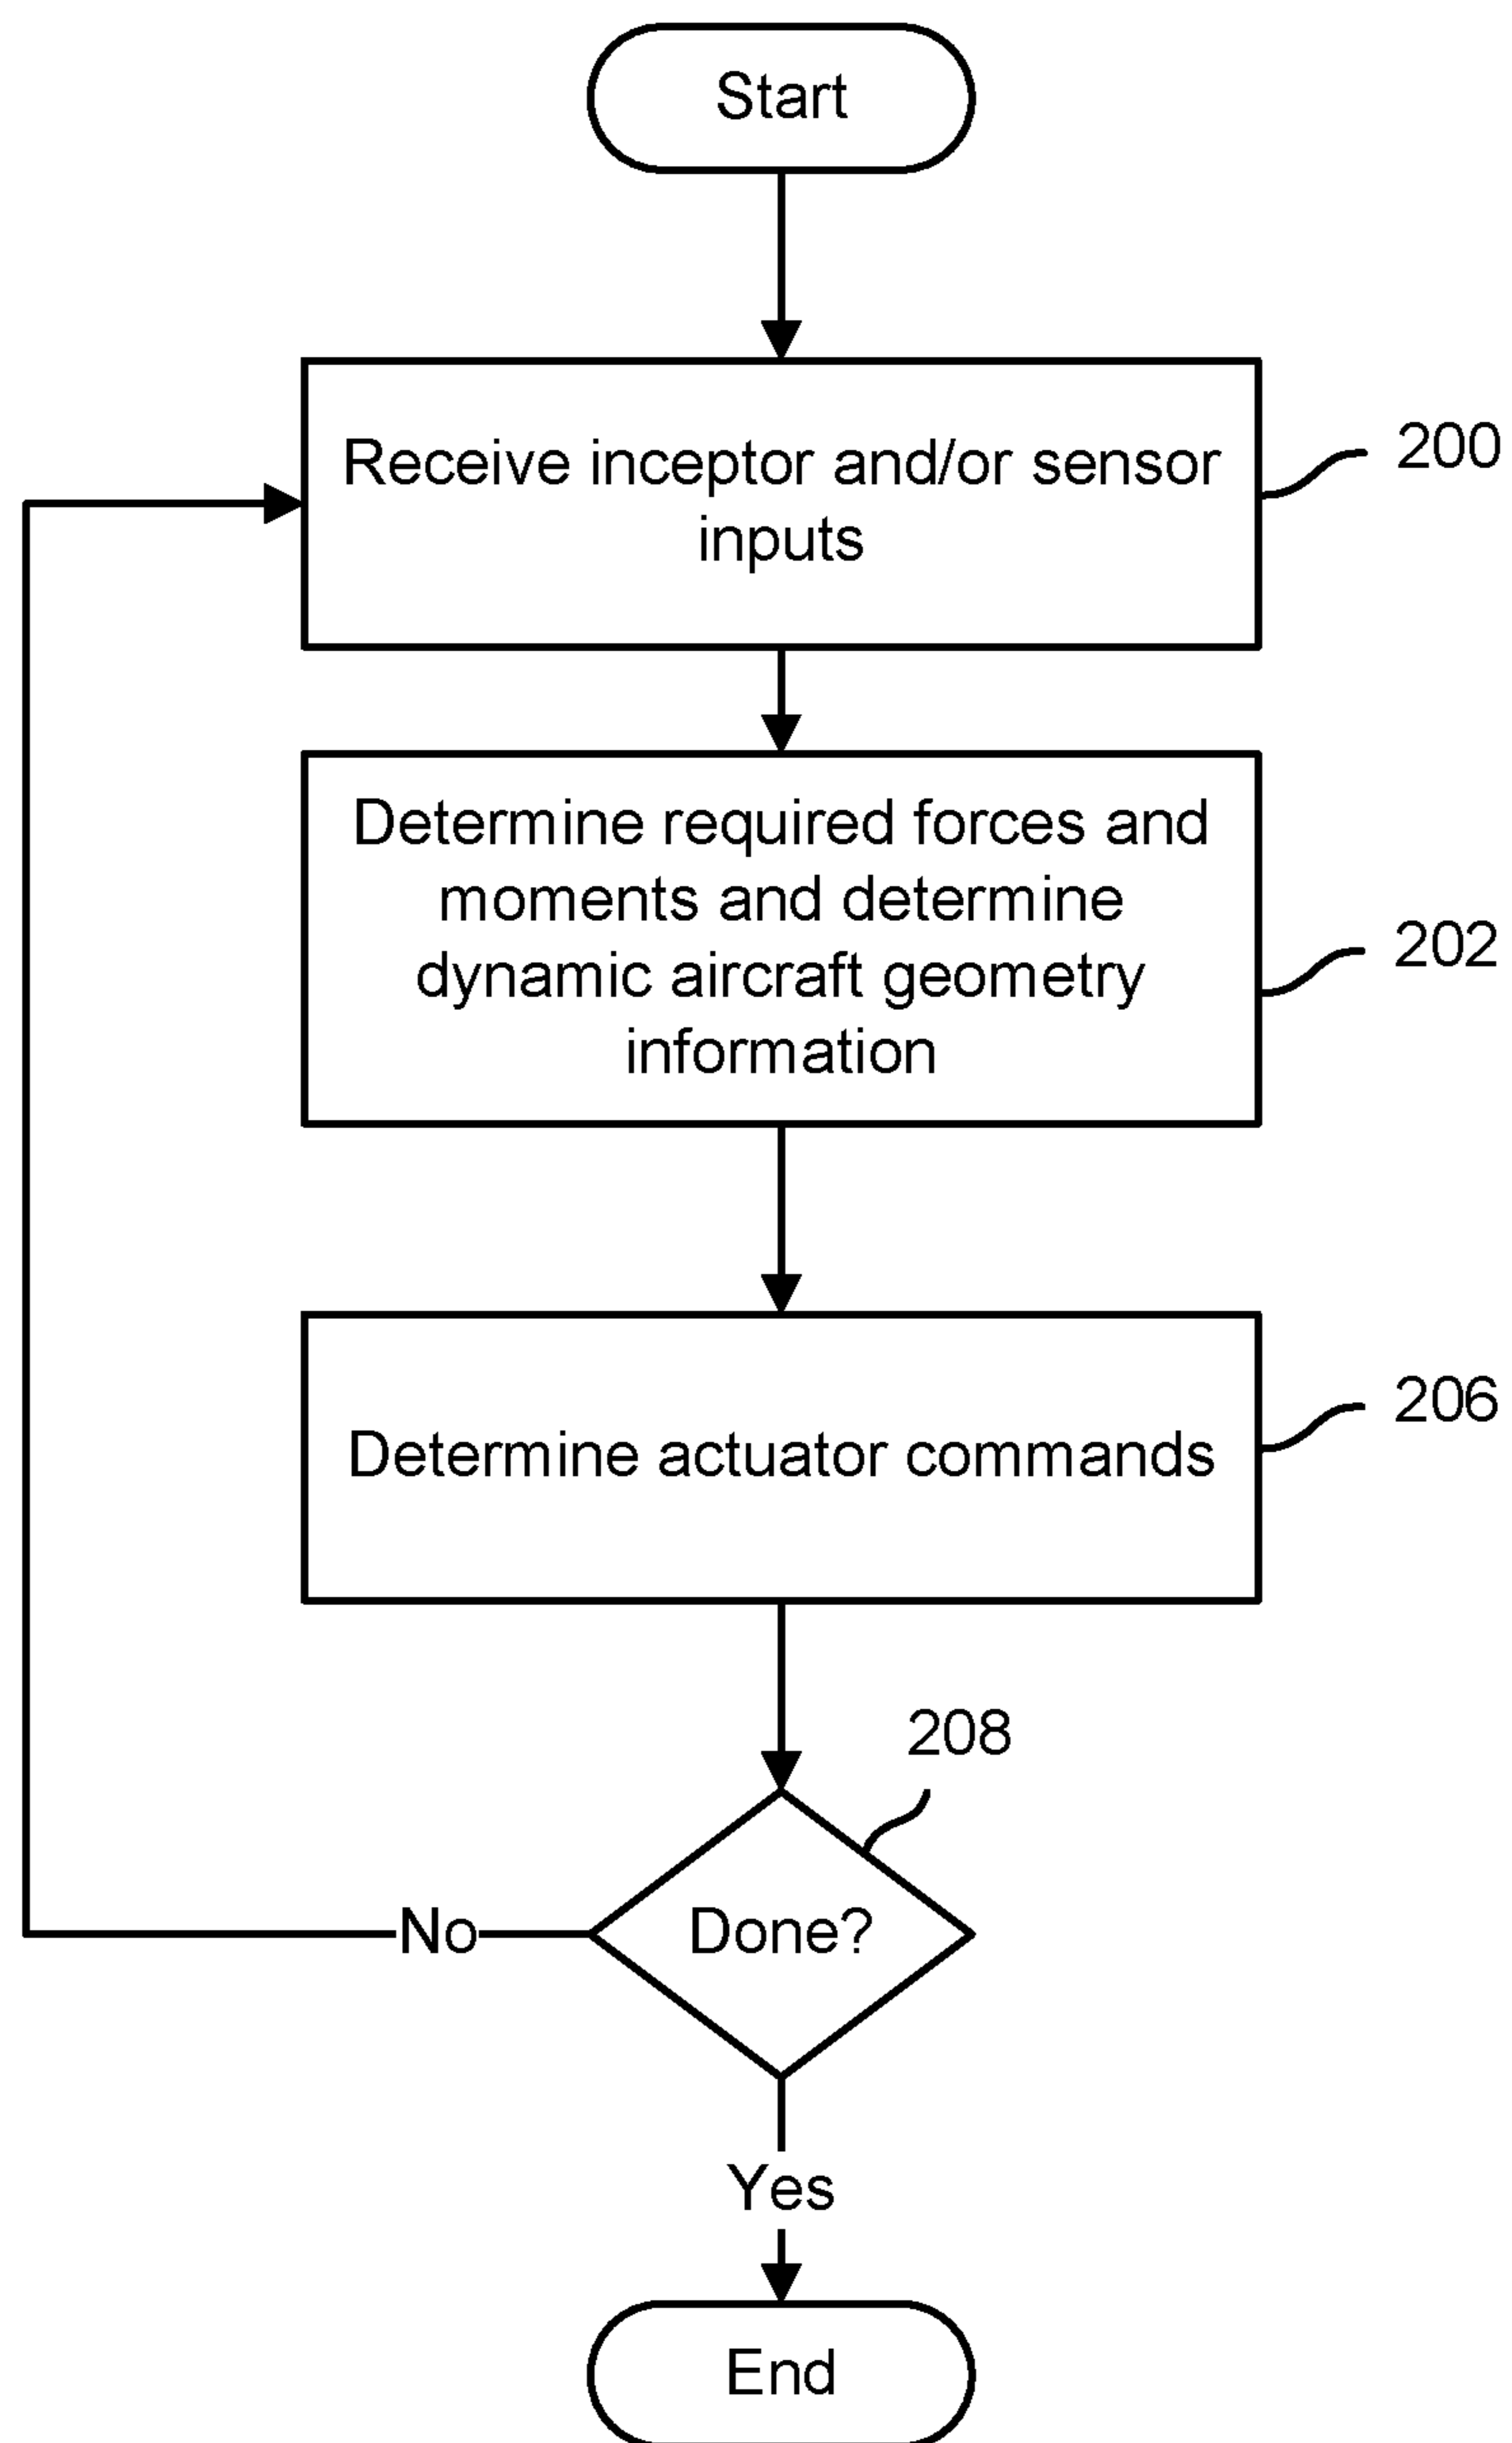 Start
Receive inceptor and/or sensor
inputs
200
Determine required forces and
moments and determine
dynamic aircraft geometry
information
202
Determine actuator commands
206
208
Done?
No
Yes
End